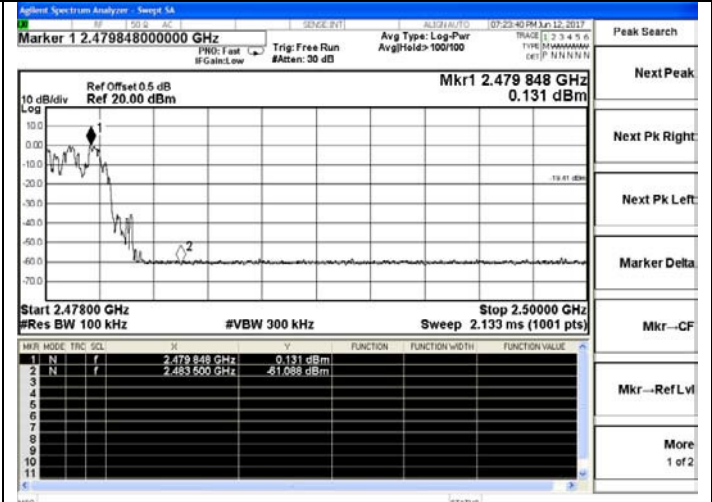 Agilent Spectrum Analyzer - Swept SA
RF 50 Ω AC SENSE:INT ALIGNAUTO 07:23:40 PM Jun 12, 2017
Marker 1 2.479848000000 GHz
PNO: Fast
IFGain:Low
Trig: Free Run
#Atten: 30 dB
Avg Type: Log-Pwr
Avg|Hold>100/100
TRACE 1 2 3 4 5 6
TYPE MWWWWW
DET P N N N N N
Peak Search
Ref Offset 0.5 dB
10 dB/div Ref 20.00 dBm
Log
Mkr1 2.479 848 GHz
0.131 dBm
10.0
0.00
-10.0
-20.0
-30.0
-40.0
-50.0
-60.0
-70.0
1
2
-19.61 dBm
Start 2.47800 GHz
Stop 2.50000 GHz
#Res BW 100 kHz
#VBW 300 kHz
Sweep 2.133 ms (1001 pts)
MKR MODE TRC SCL X Y FUNCTION FUNCTION WIDTH FUNCTION VALUE
1 N f 2.479 848 GHz 0.131 dBm
2 N f 2.483 500 GHz -61.088 dBm
3
4
5
6
7
8
9
10
11
MSG
STATUS
Next Peak
Next Pk Right
Next Pk Left
Marker Delta
Mkr→CF
Mkr→Ref Lvl
More
1 of 2